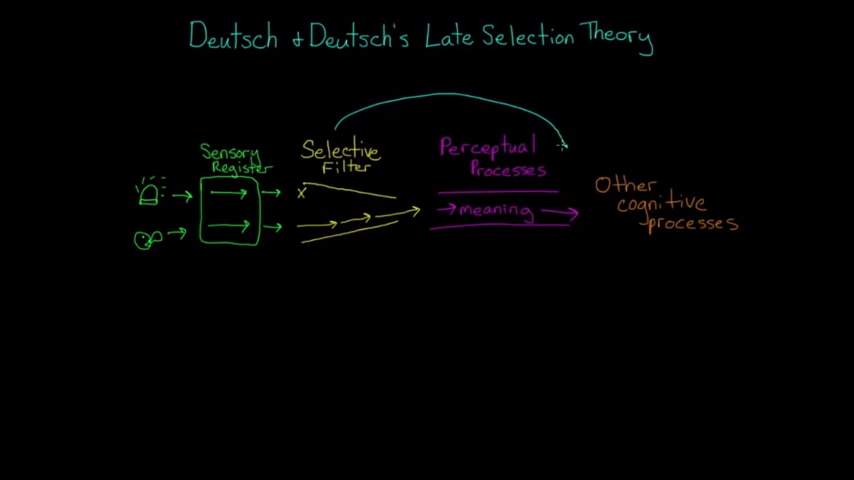 Deutsch + Deutsch's Late Selection Theory
Sensory
Register
Selective
Filter
x
Perceptual
Processes
meaning
Other
cognitive
processes